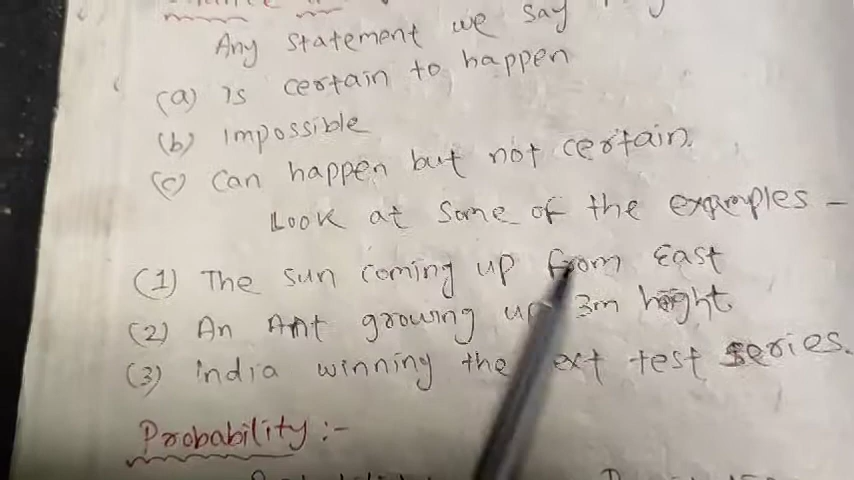 Any statement we say
(a) is certain to happen
(b) impossible
(c) can happen but not certain.
Look at some of the examples -
(1) The sun coming up from East
(2) An Ant growing up 3m height
(3) india winning the ext test series.
Probability :-